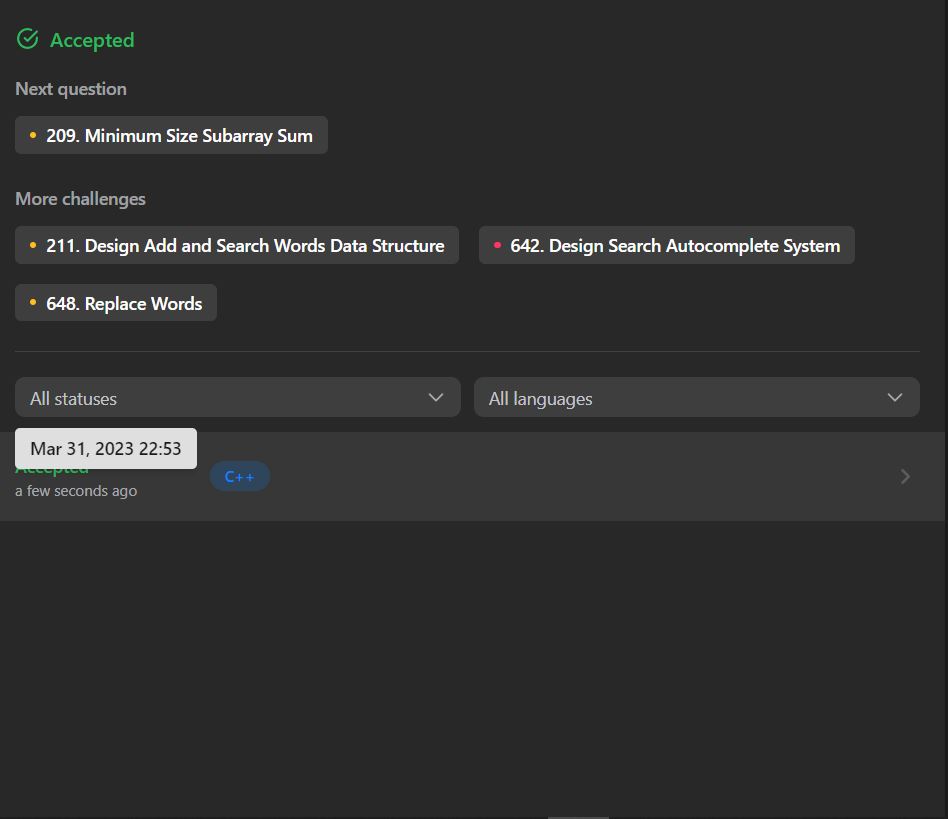 Accepted
Next question
209. Minimum Size Subarray Sum
More challenges
211. Design Add and Search Words Data Structure
642. Design Search Autocomplete System
648. Replace Words
All statuses
All languages
Mar 31, 2023 22:53
Accepted
C++
a few seconds ago